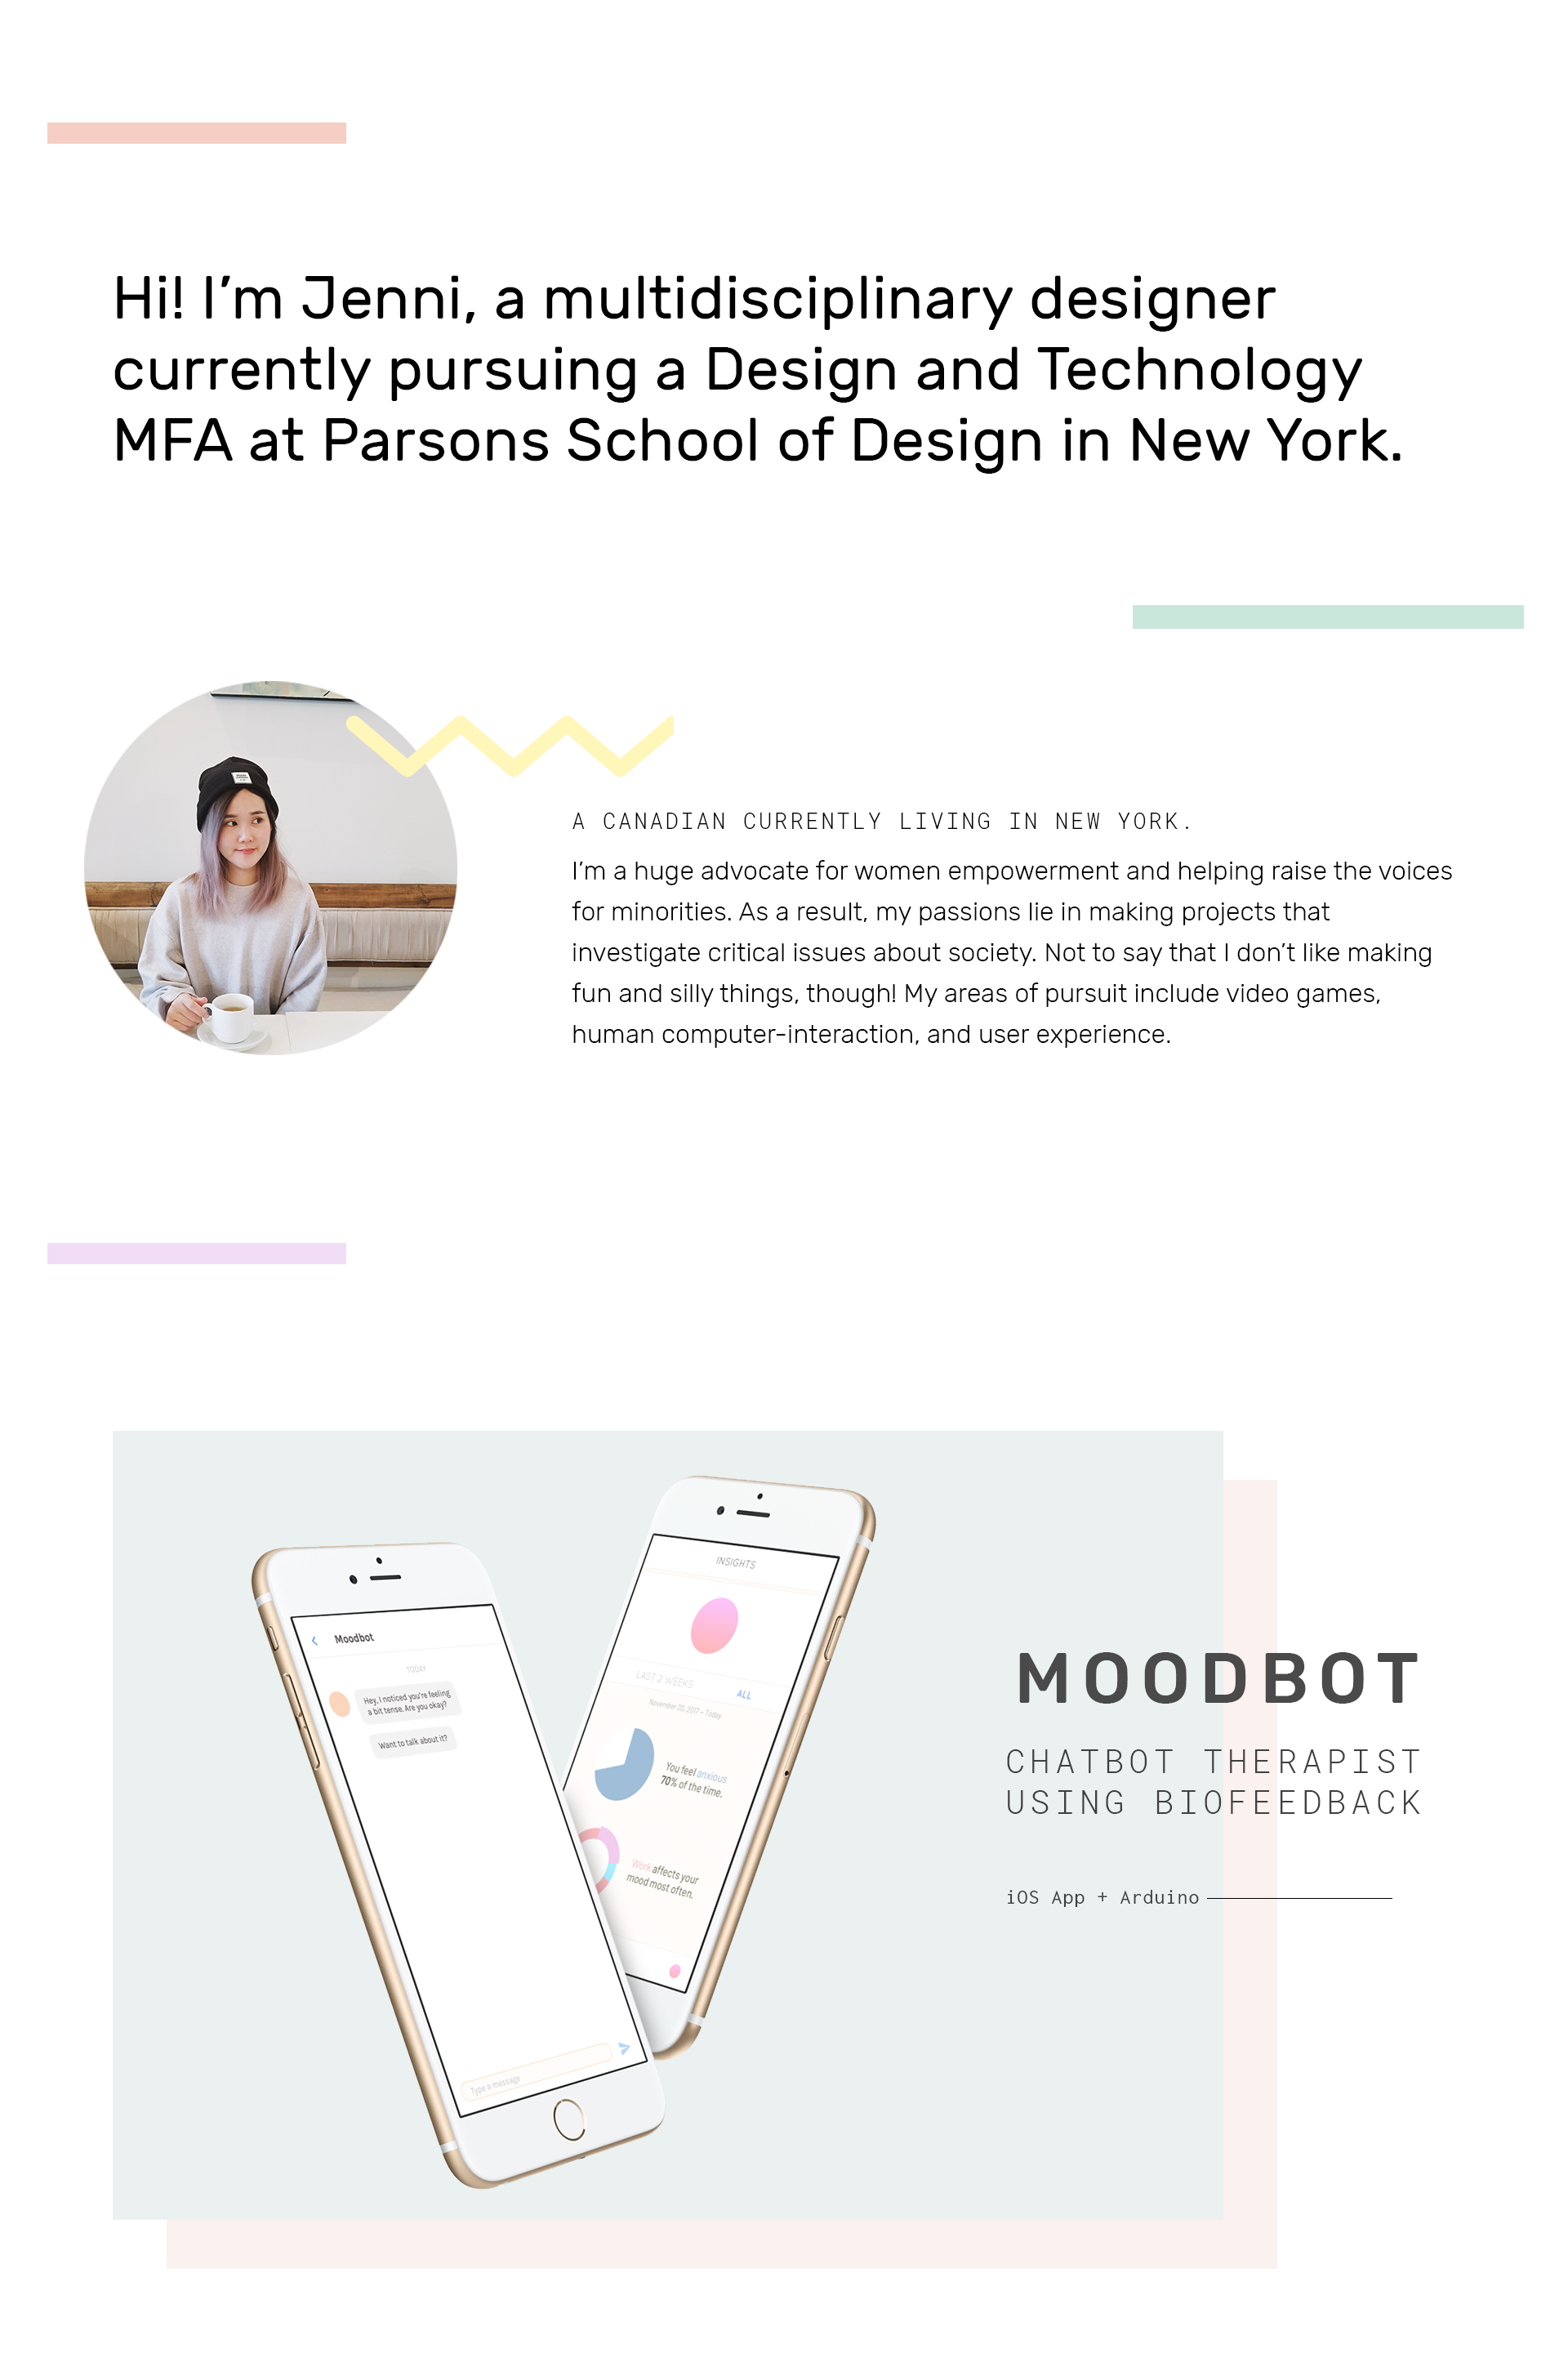 Hi! I’m Jenni, a multidisciplinary designer
currently pursuing a Design and Technology
MFA at Parsons School of Design in New York.
A CANADIAN CURRENTLY LIVING IN NEW YORK.
I’m a huge advocate for women empowerment and helping raise the voices
for minorities. As a result, my passions lie in making projects that
investigate critical issues about society. Not to say that I don’t like making
fun and silly things, though! My areas of pursuit include video games,
human computer-interaction, and user experience.
Moodbot
TODAY
Hey, I noticed you're feeling
a bit tense. Are you okay?
Want to talk about it?
Type a message
INSIGHTS
LAST 2 WEEKS
ALL
November 20, 2017 – Today
You feel anxious
70% of the time.
Work affects your
mood most often.
MOODBOT
CHATBOT THERAPIST
USING BIOFEEDBACK
iOS App + Arduino